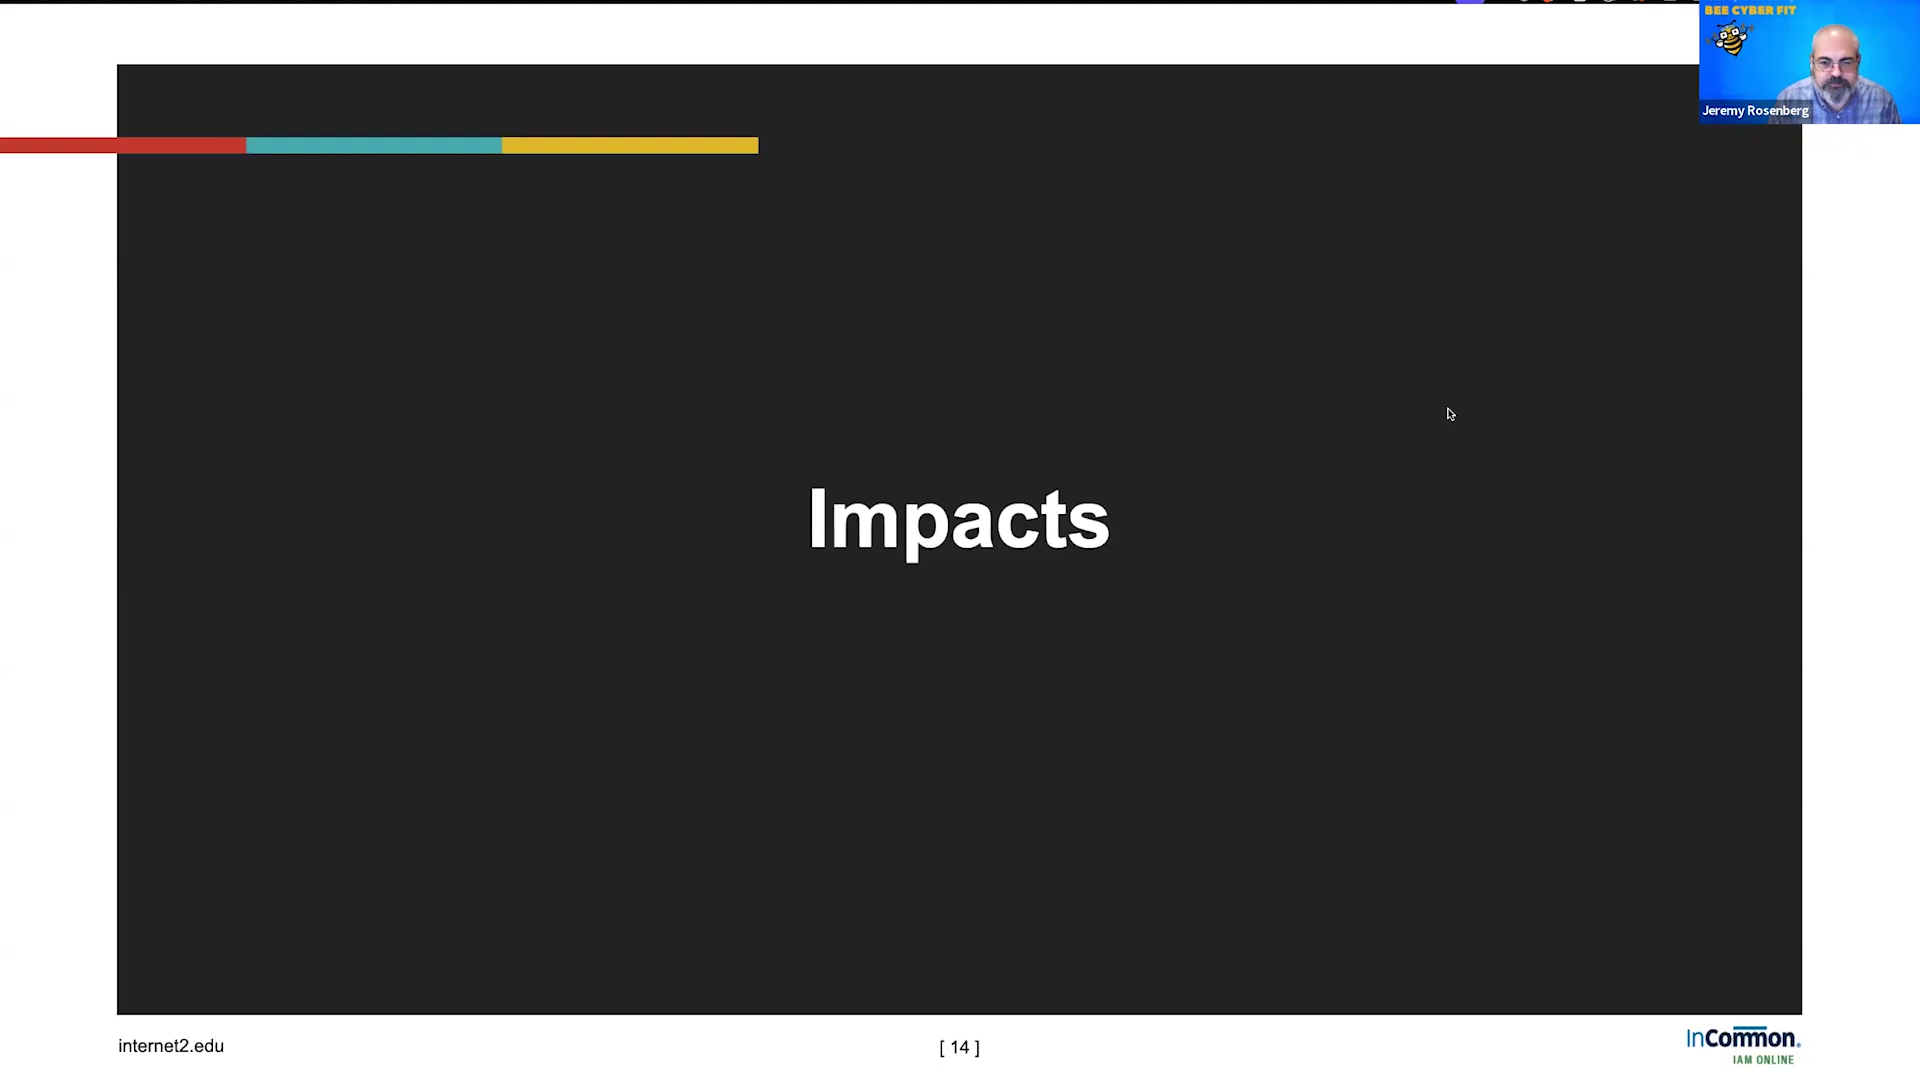 BEE CYBER FIT
Jeremy Rosenberg
Impacts
internet2.edu
[ 14 ]
InCommon.
IAM ONLINE